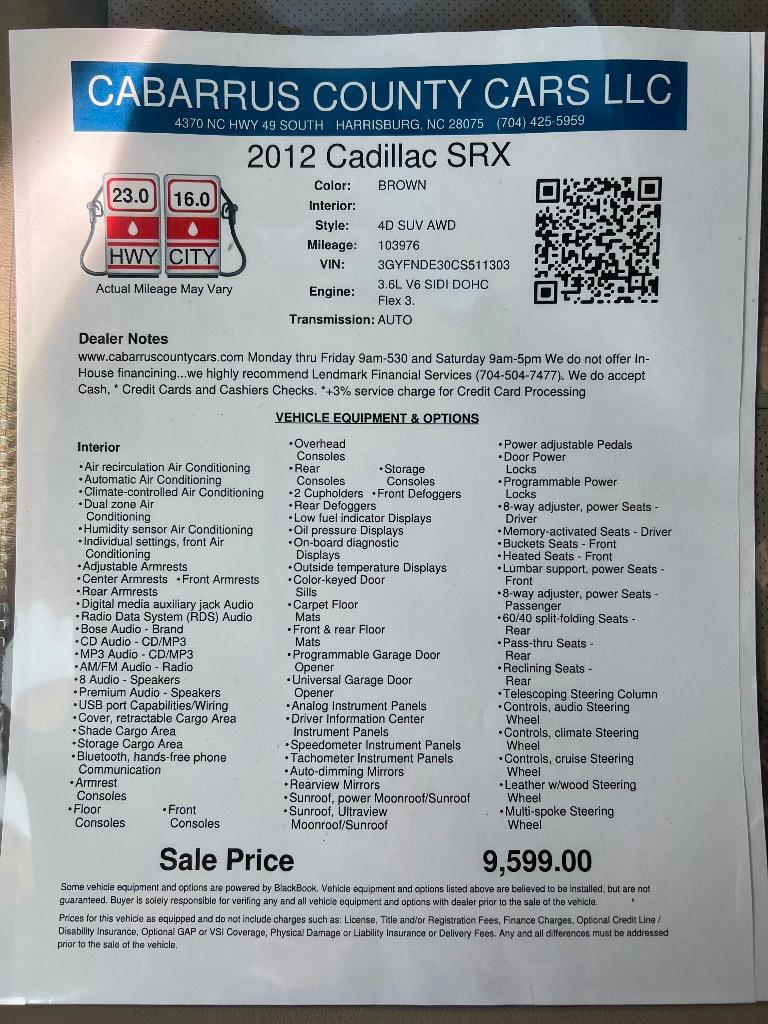 CABARRUS COUNTY CARS LLC
4370 NC HWY 49 SOUTH HARRISBURG, NC 28075 (704) 425-5959
2012 Cadillac SRX
23.0 16.0
HWY CITY
Actual Mileage May Vary
Color: BROWN
Interior:
Style: 4D SUV AWD
Mileage: 103976
VIN: 3GYFNDE30CS511303
Engine: 3.6L V6 SIDI DOHC
Flex 3.
Transmission: AUTO
Dealer Notes
www.cabarruscountycars.com Monday thru Friday 9am-530 and Saturday 9am-5pm We do not offer In-
House financining...we highly recommend Lendmark Financial Services (704-504-7477). We do accept
Cash, * Credit Cards and Cashiers Checks. *+3% service charge for Credit Card Processing
VEHICLE EQUIPMENT & OPTIONS
Interior
•Air recirculation Air Conditioning
•Automatic Air Conditioning
•Climate-controlled Air Conditioning
•Dual zone Air
Conditioning
•Humidity sensor Air Conditioning
•Individual settings, front Air
Conditioning
•Adjustable Armrests
•Center Armrests •Front Armrests
•Rear Armrests
•Digital media auxiliary jack Audio
•Radio Data System (RDS) Audio
•Bose Audio - Brand
•CD Audio - CD/MP3
•MP3 Audio - CD/MP3
•AM/FM Audio - Radio
•8 Audio - Speakers
•Premium Audio - Speakers
•USB port Capabilities/Wiring
•Cover, retractable Cargo Area
•Shade Cargo Area
•Storage Cargo Area
•Bluetooth, hands-free phone
Communication
•Armrest
Consoles
•Floor •Front
Consoles Consoles
•Overhead
Consoles
•Rear •Storage
Consoles Consoles
•2 Cupholders •Front Defoggers
•Rear Defoggers
•Low fuel indicator Displays
•Oil pressure Displays
•On-board diagnostic
Displays
•Outside temperature Displays
•Color-keyed Door
Sills
•Carpet Floor
Mats
•Front & rear Floor
Mats
•Programmable Garage Door
Opener
•Universal Garage Door
Opener
•Analog Instrument Panels
•Driver Information Center
Instrument Panels
•Speedometer Instrument Panels
•Tachometer Instrument Panels
•Auto-dimming Mirrors
•Rearview Mirrors
•Sunroof, power Moonroof/Sunroof
•Sunroof, Ultraview
Moonroof/Sunroof
•Power adjustable Pedals
•Door Power
Locks
•Programmable Power
Locks
•8-way adjuster, power Seats -
Driver
•Memory-activated Seats - Driver
•Buckets Seats - Front
•Heated Seats - Front
•Lumbar support, power Seats -
Front
•8-way adjuster, power Seats -
Passenger
•60/40 split-folding Seats -
Rear
•Pass-thru Seats -
Rear
•Reclining Seats -
Rear
•Telescoping Steering Column
•Controls, audio Steering
Wheel
•Controls, climate Steering
Wheel
•Controls, cruise Steering
Wheel
•Leather w/wood Steering
Wheel
•Multi-spoke Steering
Wheel
Sale Price 9,599.00
Some vehicle equipment and options are powered by BlackBook. Vehicle equipment and options listed above are believed to be installed, but are not
guaranteed. Buyer is solely responsible for verifing any and all vehicle equipment and options with dealer prior to the sale of the vehicle.
Prices for this vehicle as equipped and do not include charges such as: License, Title and/or Registration Fees, Finance Charges, Optional Credit Line /
Disability Insurance, Optional GAP or VSI Coverage, Physical Damage or Liability Insurance or Delivery Fees. Any and all differences must be addressed
prior to the sale of the vehicle.